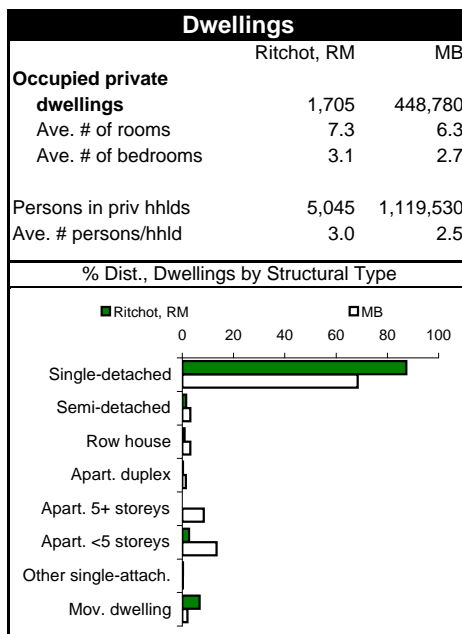 Dwellings
Ritchot, RM MB
Occupied private
dwellings 1,705 448,780
Ave. # of rooms 7.3 6.3
Ave. # of bedrooms 3.1 2.7
Persons in priv hhlds 5,045 1,119,530
Ave. # persons/hhld 3.0 2.5
% Dist., Dwellings by Structural Type
Ritchot, RM MB
0 20 40 60 80 100
Single-detached
Semi-detached
Row house
Apart. duplex
Apart. 5+ storeys
Apart. <5 storeys
Other single-attach.
Mov. dwelling